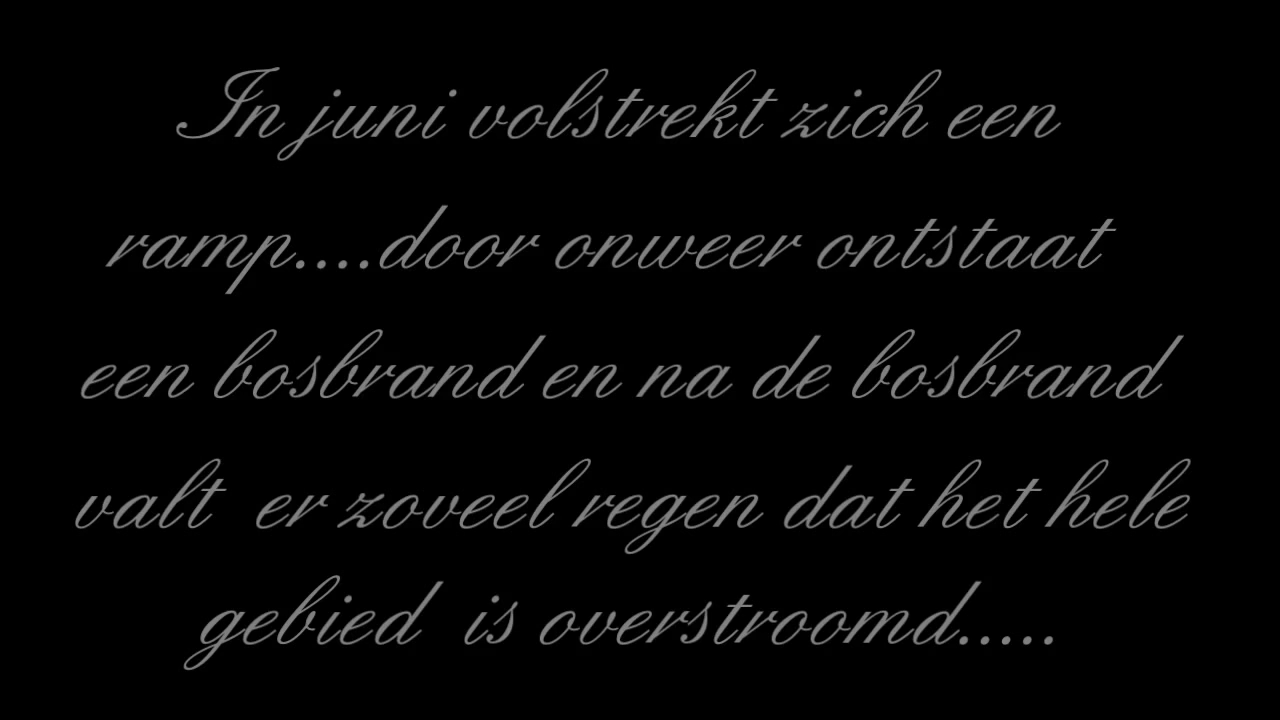 In juni volstrekt zich een
ramp....door onweer ontstaat
een bosbrand en na de bosbrand
valt er zoveel regen dat het hele
gebied is overstroomd.....